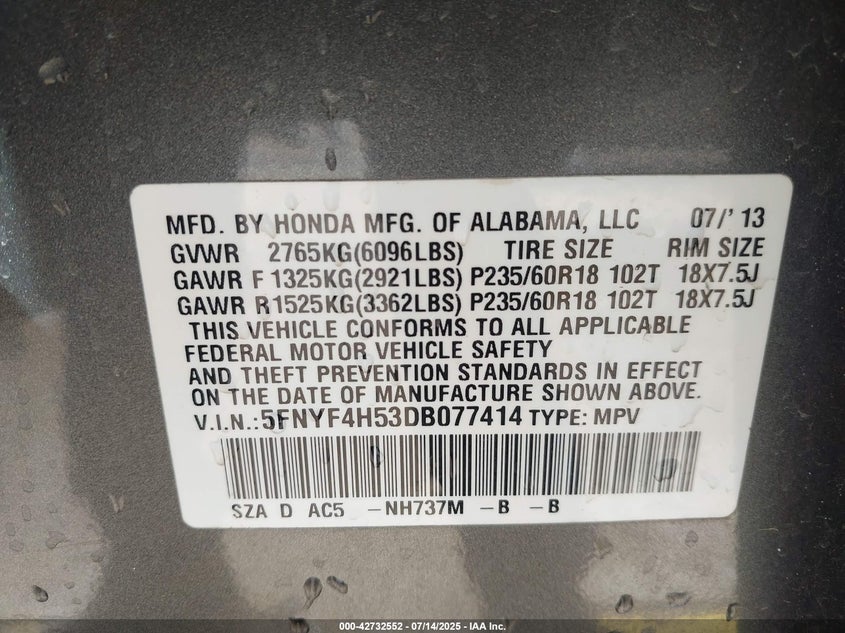 MFD. BY HONDA MFG. OF ALABAMA, LLC 07/'13
GVWR 2765KG(6096LBS) TIRE SIZE RIM SIZE
GAWR F 1325KG(2921LBS) P235/60R18 102T 18X7.5J
GAWR R1525KG(3362LBS) P235/60R18 102T 18X7.5J
THIS VEHICLE CONFORMS TO ALL APPLICABLE
FEDERAL MOTOR VEHICLE SAFETY
AND THEFT PREVENTION STANDARDS IN EFFECT
ON THE DATE OF MANUFACTURE SHOWN ABOVE.
V.I.N.:5FNYF4H53DB077414 TYPE: MPV
SZA D AC5 -NH737M -B -B
000-42732552 - 07/14/2025 - IAA Inc.